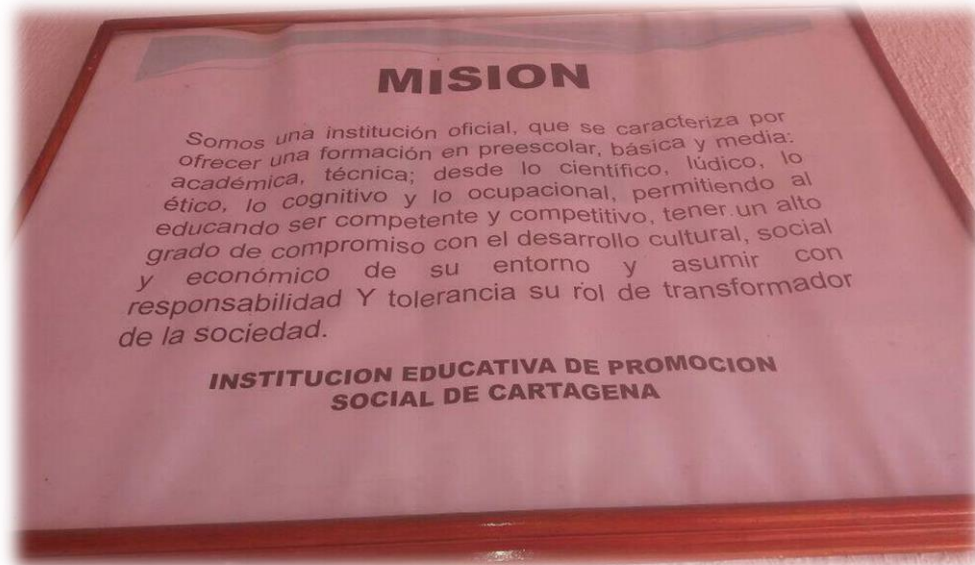 MISION
Somos una institución oficial, que se caracteriza por
ofrecer una formación en preescolar, básica y media:
académica, técnica; desde lo científico, lúdico, lo
ético, lo cognitivo y lo ocupacional, permitiendo al
educando ser competente y competitivo, tener un alto
grado de compromiso con el desarrollo cultural, social
y económico de su entorno y asumir con
responsabilidad Y tolerancia su rol de transformador
de la sociedad.
INSTITUCION EDUCATIVA DE PROMOCION
SOCIAL DE CARTAGENA